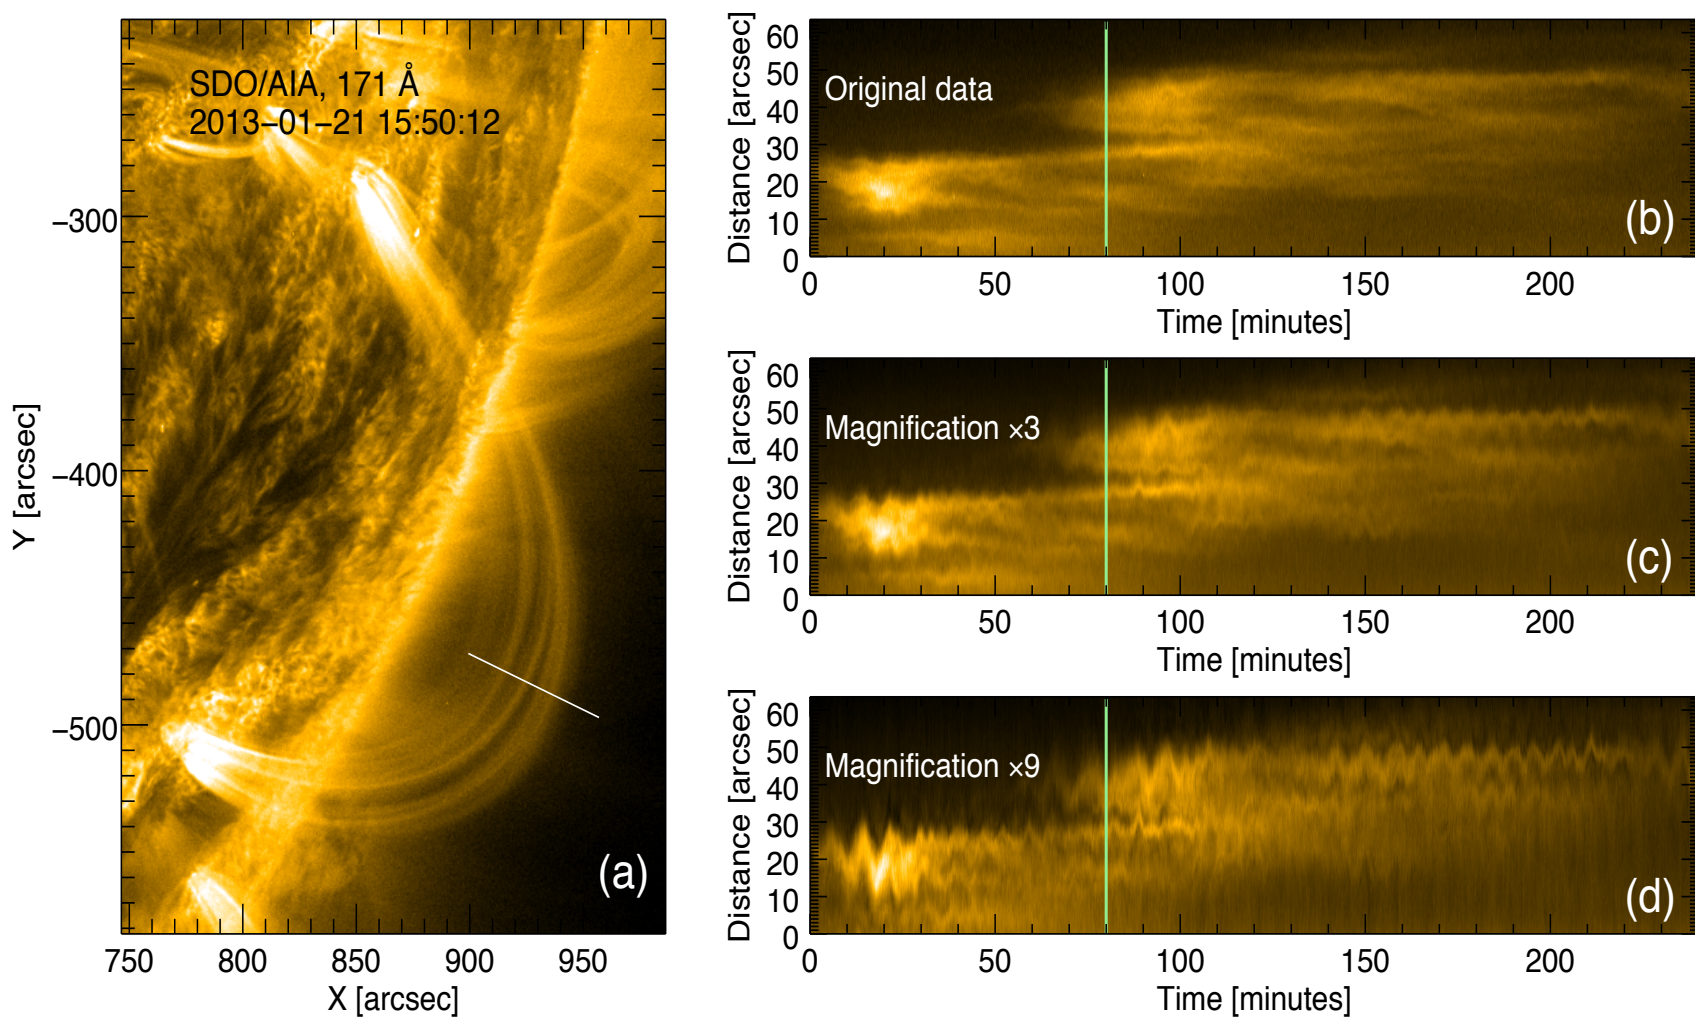 SDO/AIA, 171 Å
2013−01−21 15:50:12
Y [arcsec]
−300
−400
−500
(a)
750 800 850 900 950
X [arcsec]
Distance [arcsec]
60
50
40
30
20
10
0
Original data
(b)
0 50 100 150 200
Time [minutes]
Distance [arcsec]
60
50
40
30
20
10
0
Magnification ×3
(c)
0 50 100 150 200
Time [minutes]
Distance [arcsec]
60
50
40
30
20
10
0
Magnification ×9
(d)
0 50 100 150 200
Time [minutes]